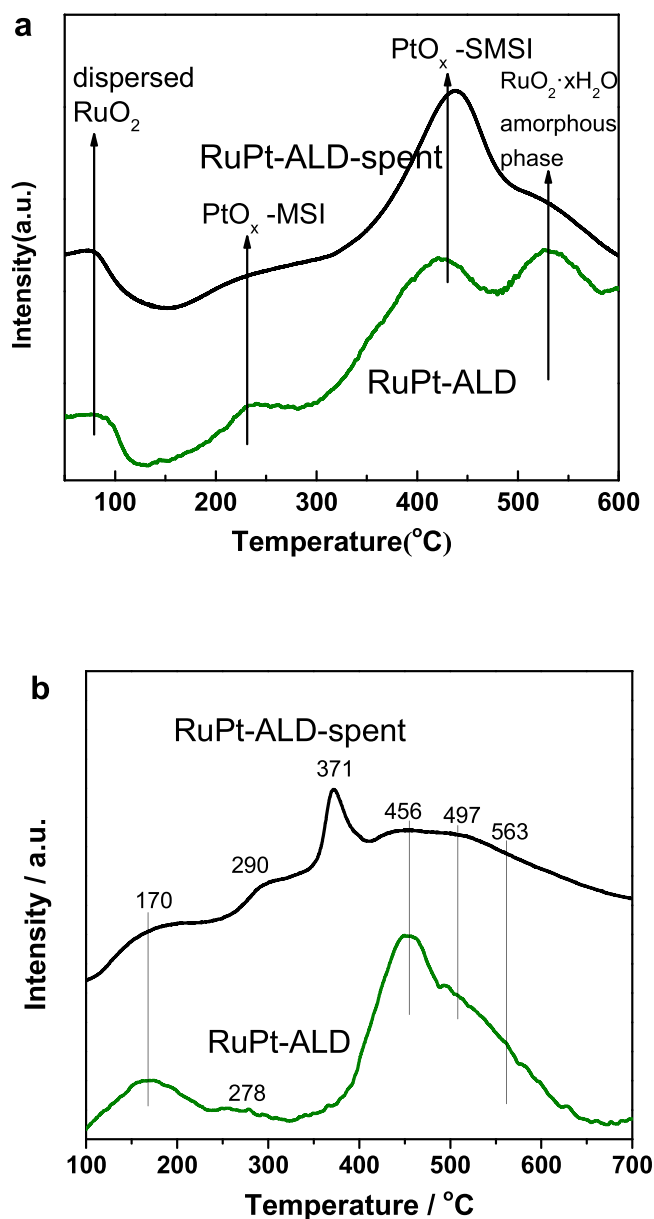 a
dispersed
RuO₂
PtOₓ -SMSI
RuO₂·xH₂O
amorphous
phase
RuPt-ALD-spent
PtOₓ -MSI
RuPt-ALD
Intensity(a.u.)
100 200 300 400 500 600
Temperature(°C)
b
RuPt-ALD-spent
371
456 497 563
290
170
RuPt-ALD
278
Intensity / a.u.
100 200 300 400 500 600 700
Temperature / °C